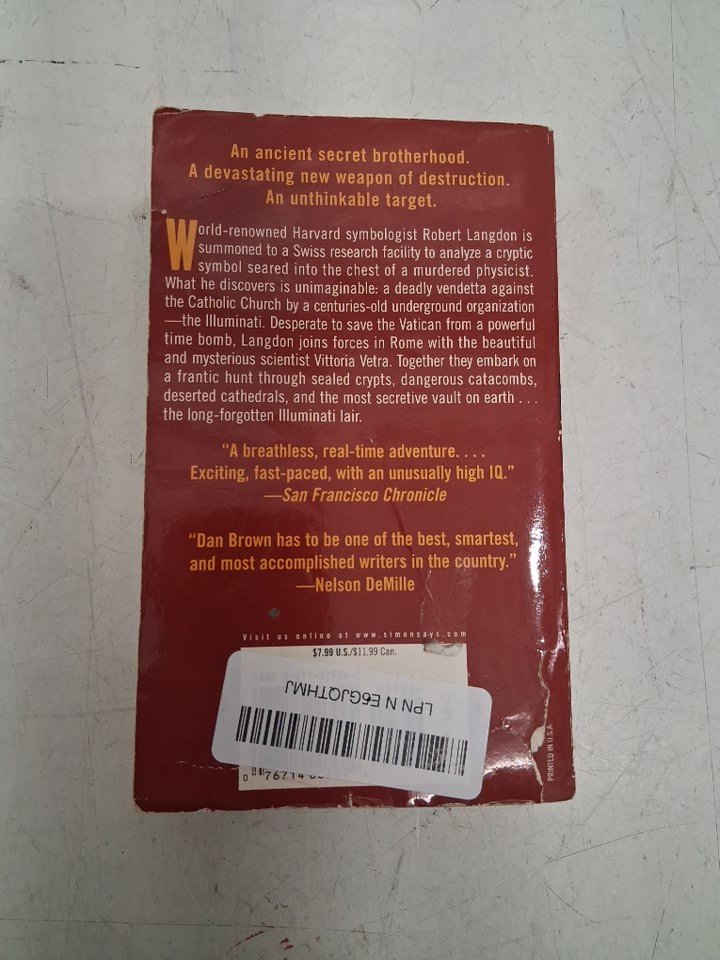 An ancient secret brotherhood.
A devastating new weapon of destruction.
An unthinkable target.
World-renowned Harvard symbologist Robert Langdon is
summoned to a Swiss research facility to analyze a cryptic
symbol seared into the chest of a murdered physicist.
What he discovers is unimaginable: a deadly vendetta against
the Catholic Church by a centuries-old underground organization
—the Illuminati. Desperate to save the Vatican from a powerful
time bomb, Langdon joins forces in Rome with the beautiful
and mysterious scientist Vittoria Vetra. Together they embark on
a frantic hunt through sealed crypts, dangerous catacombs,
deserted cathedrals, and the most secretive vault on earth . . .
the long-forgotten Illuminati lair.
“A breathless, real-time adventure. . . .
Exciting, fast-paced, with an unusually high IQ.”
—San Francisco Chronicle
“Dan Brown has to be one of the best, smartest,
and most accomplished writers in the country.”
—Nelson DeMille
Visit us online at www.simonsays.com
$7.99 U.S./$11.99 Can.
LPN N E6GJQTHMJ
0 76714
PRINTED IN U.S.A.